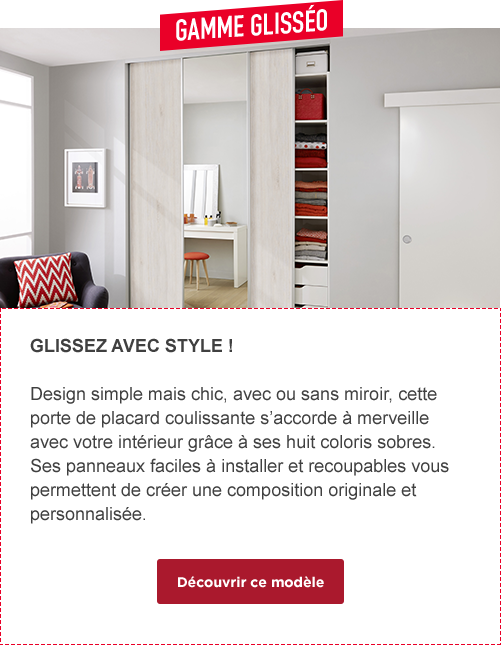 GAMME GLISSÉO
GLISSEZ AVEC STYLE !
Design simple mais chic, avec ou sans miroir, cette
porte de placard coulissante s’accorde à merveille
avec votre intérieur grâce à ses huit coloris sobres.
Ses panneaux faciles à installer et recoupables vous
permettent de créer une composition originale et
personnalisée.
Découvrir ce modèle